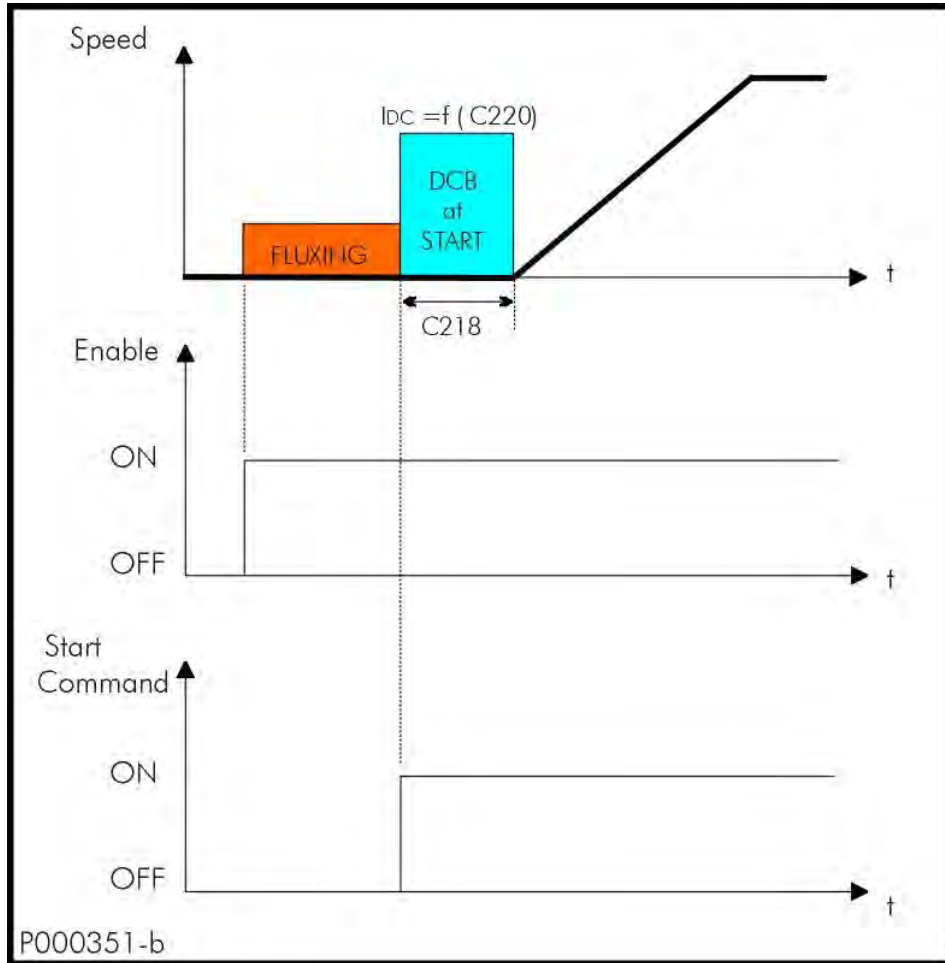 Speed
IDC =f ( C220)
DCB
at
START
FLUXING
t
C218
Enable
ON
OFF
t
Start
Command
ON
OFF
t
P000351-b